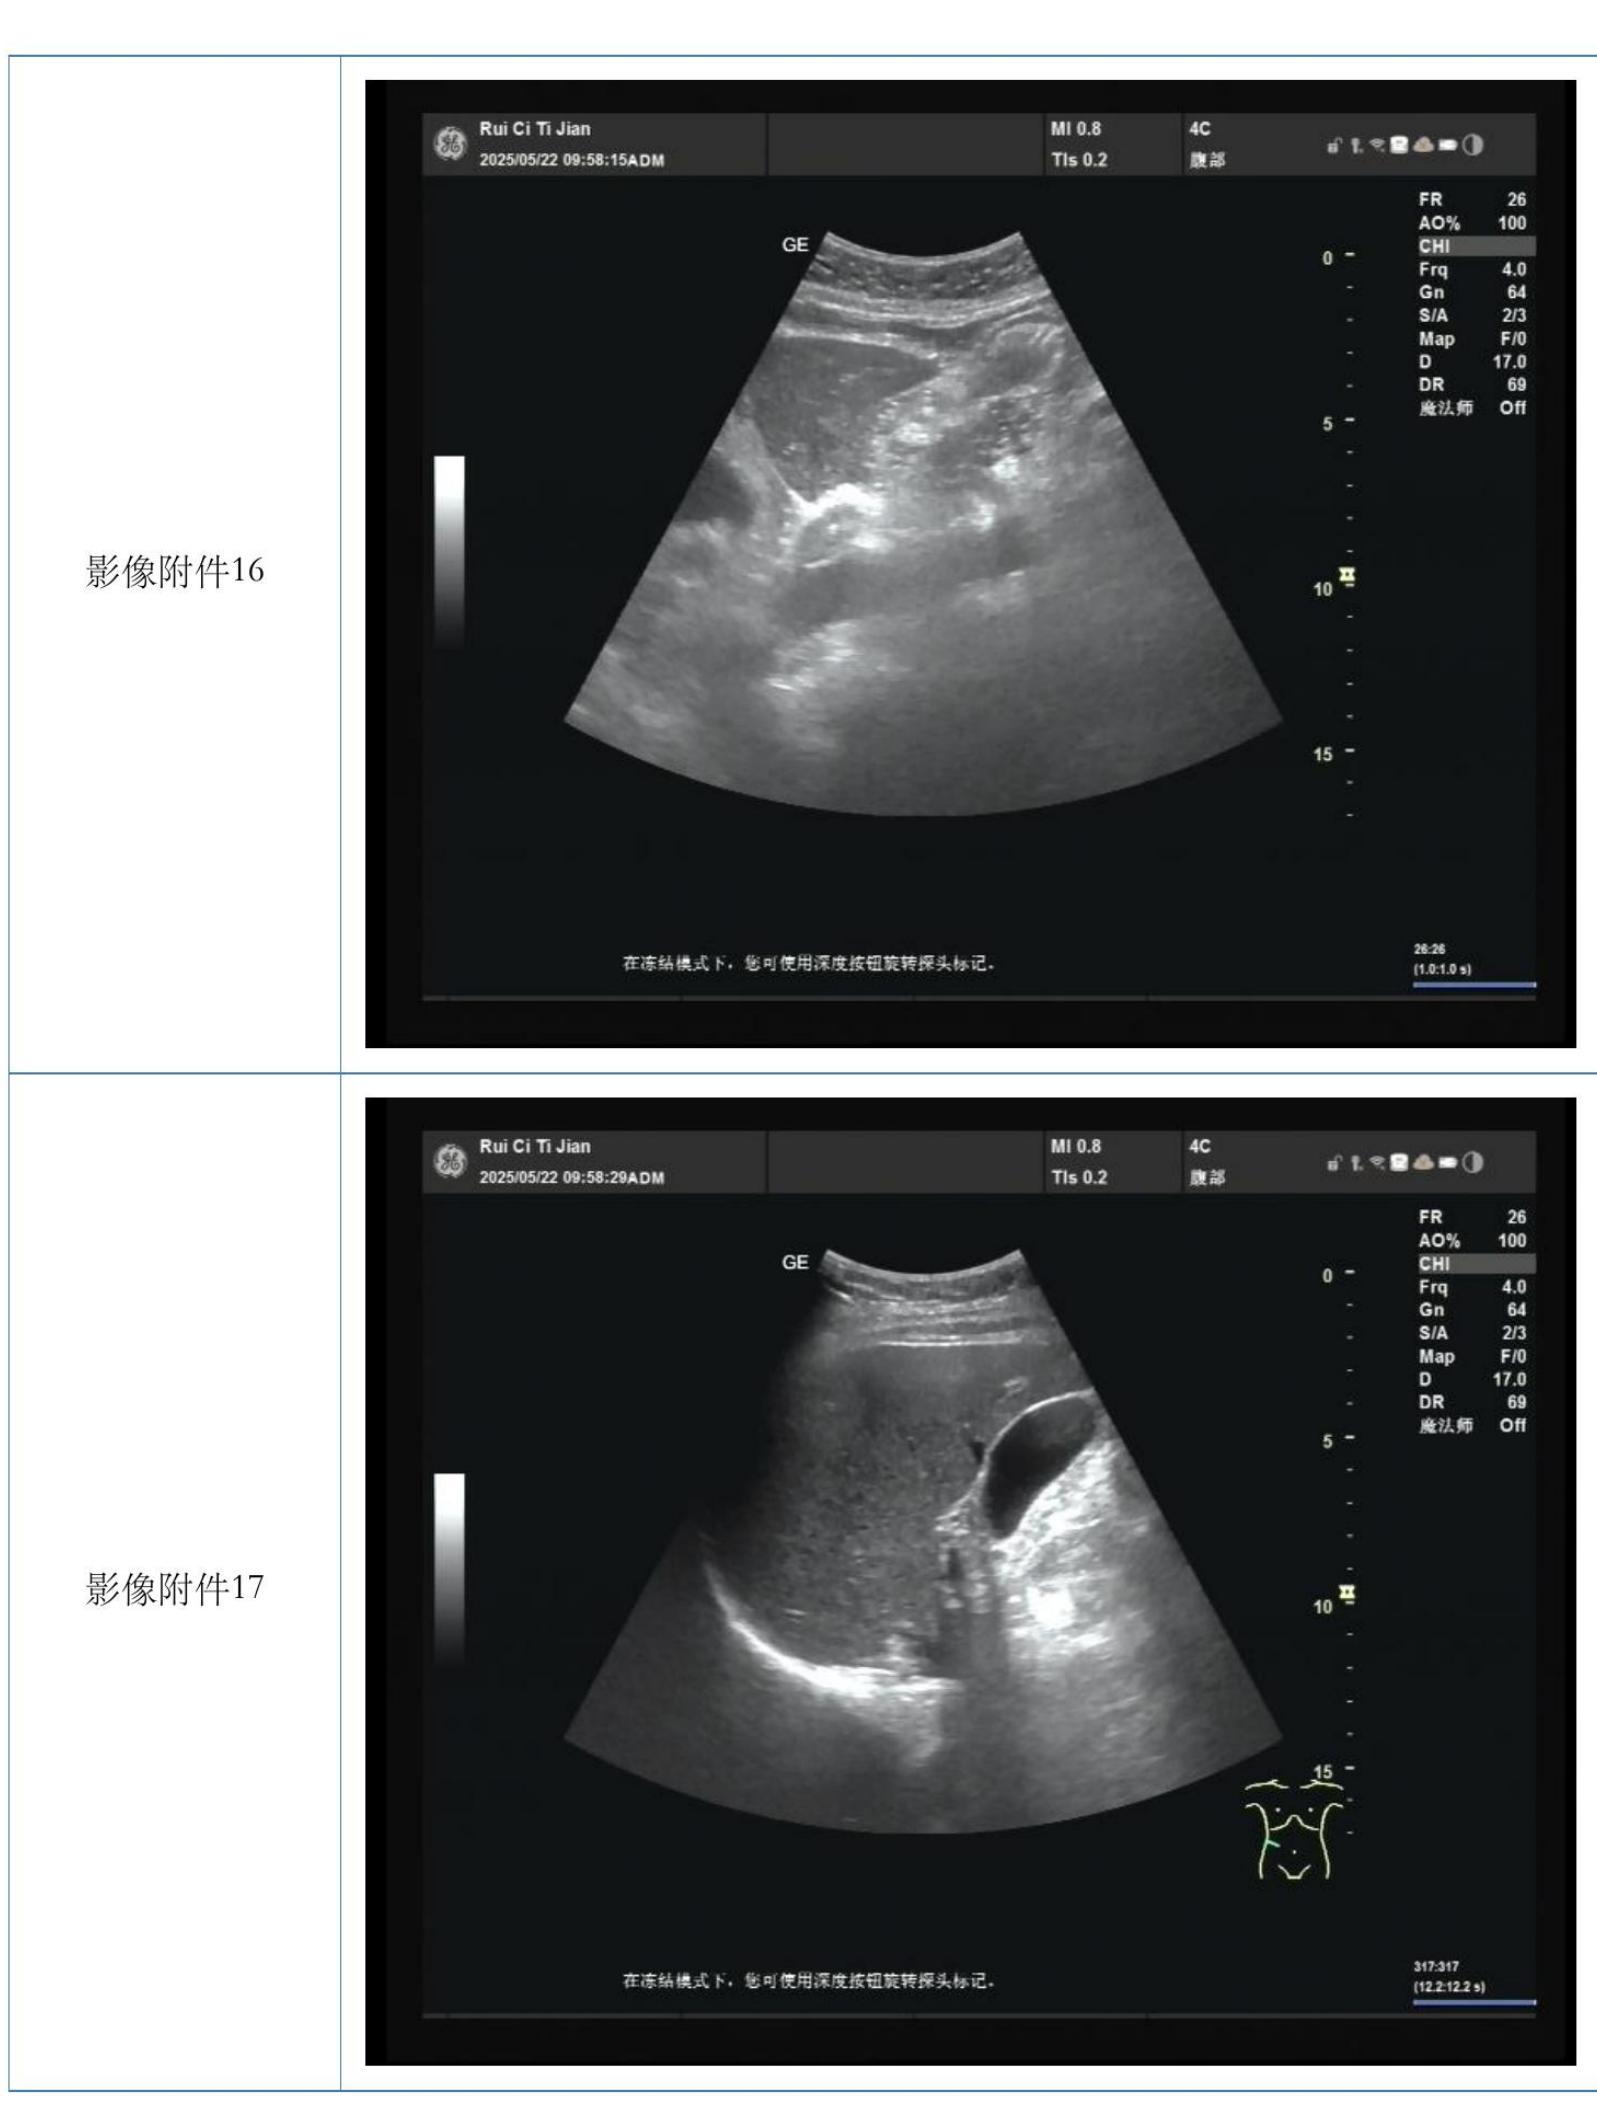 影像附件16
Rui Ci Ti Jian
2025/05/22 09:58:15ADM
MI 0.8
TIs 0.2
4C
腹部
GE
FR 26
AO% 100
CHI
Frq 4.0
Gn 64
S/A 2/3
Map F/0
D 17.0
DR 69
魔法师 Off
0
5
10
15
26:26
(1.0:1.0 s)
在冻结模式下，您可使用深度按钮旋转探头标记。
影像附件17
Rui Ci Ti Jian
2025/05/22 09:58:29ADM
MI 0.8
TIs 0.2
4C
腹部
GE
FR 26
AO% 100
CHI
Frq 4.0
Gn 64
S/A 2/3
Map F/0
D 17.0
DR 69
魔法师 Off
0
5
10
15
317:317
(12.2:12.2 s)
在冻结模式下，您可使用深度按钮旋转探头标记。